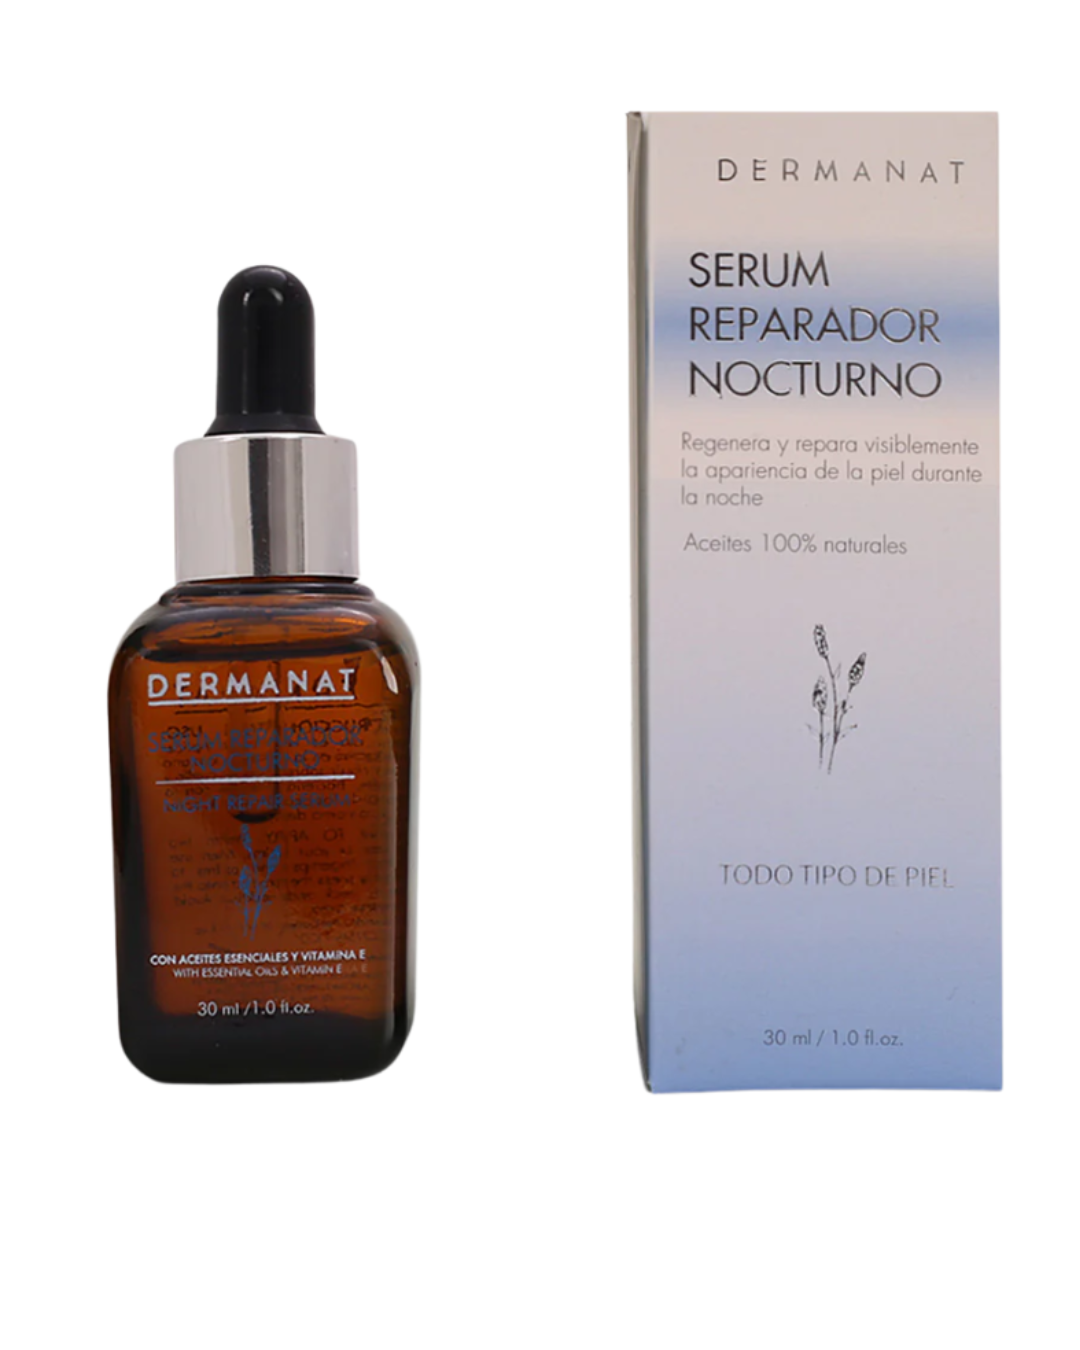 DERMANAT
SERUM REPARADOR
NOCTURNO
NIGHT REPAIR SERUM
CON ACEITES ESENCIALES Y VITAMINA E
WITH ESSENTIAL OILS & VITAMIN E
30 ml /1.0 fl.oz.
DERMANAT
SERUM
REPARADOR
NOCTURNO
Regenera y repara visiblemente
la apariencia de la piel durante
la noche
Aceites 100% naturales
TODO TIPO DE PIEL
30 ml / 1.0 fl.oz.